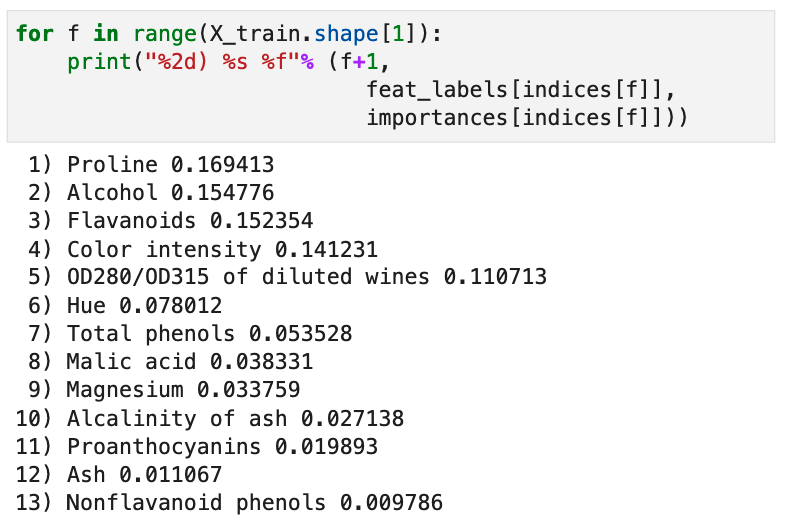 for f in range(X_train.shape[1]):
    print("%2d) %s %f"% (f+1,
                          feat_labels[indices[f]],
                          importances[indices[f]]))
 1) Proline 0.169413
 2) Alcohol 0.154776
 3) Flavanoids 0.152354
 4) Color intensity 0.141231
 5) OD280/OD315 of diluted wines 0.110713
 6) Hue 0.078012
 7) Total phenols 0.053528
 8) Malic acid 0.038331
 9) Magnesium 0.033759
10) Alcalinity of ash 0.027138
11) Proanthocyanins 0.019893
12) Ash 0.011067
13) Nonflavanoid phenols 0.009786